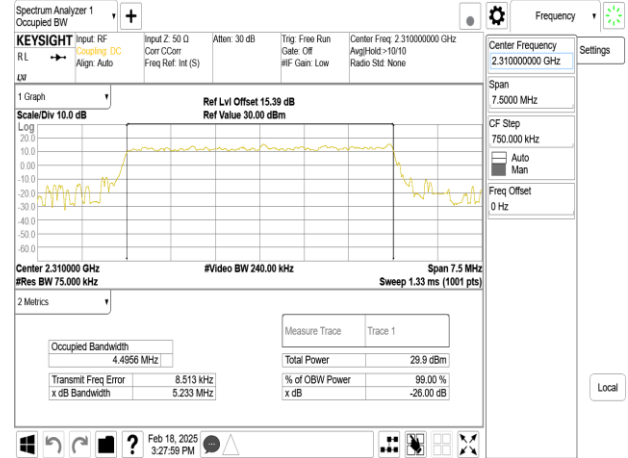 Spectrum Analyzer 1
Occupied BW
Frequency
KEYSIGHT
RL
LXI
Input: RF
Coupling: DC
Align: Auto
Input Z: 50 Ω
Corr CCorr
Freq Ref: Int (S)
Atten: 30 dB
Trig: Free Run
Gate: Off
#IF Gain: Low
Center Freq: 2.310000000 GHz
Avg|Hold:>10/10
Radio Std: None
Center Frequency
2.310000000 GHz
Settings
Span
7.5000 MHz
CF Step
750.000 kHz
Auto
Man
Freq Offset
0 Hz
1 Graph
Scale/Div 10.0 dB
Ref Lvl Offset 15.39 dB
Ref Value 30.00 dBm
Log
20.0
10.0
0.00
-10.0
-20.0
-30.0
-40.0
-50.0
-60.0
Center 2.310000 GHz
#Res BW 75.000 kHz
#Video BW 240.00 kHz
Span 7.5 MHz
Sweep 1.33 ms (1001 pts)
2 Metrics
Measure Trace
Trace 1
Occupied Bandwidth
4.4956 MHz
Total Power
29.9 dBm
Transmit Freq Error
8.513 kHz
% of OBW Power
99.00 %
x dB Bandwidth
5.233 MHz
x dB
-26.00 dB
Local
Feb 18, 2025
3:27:59 PM